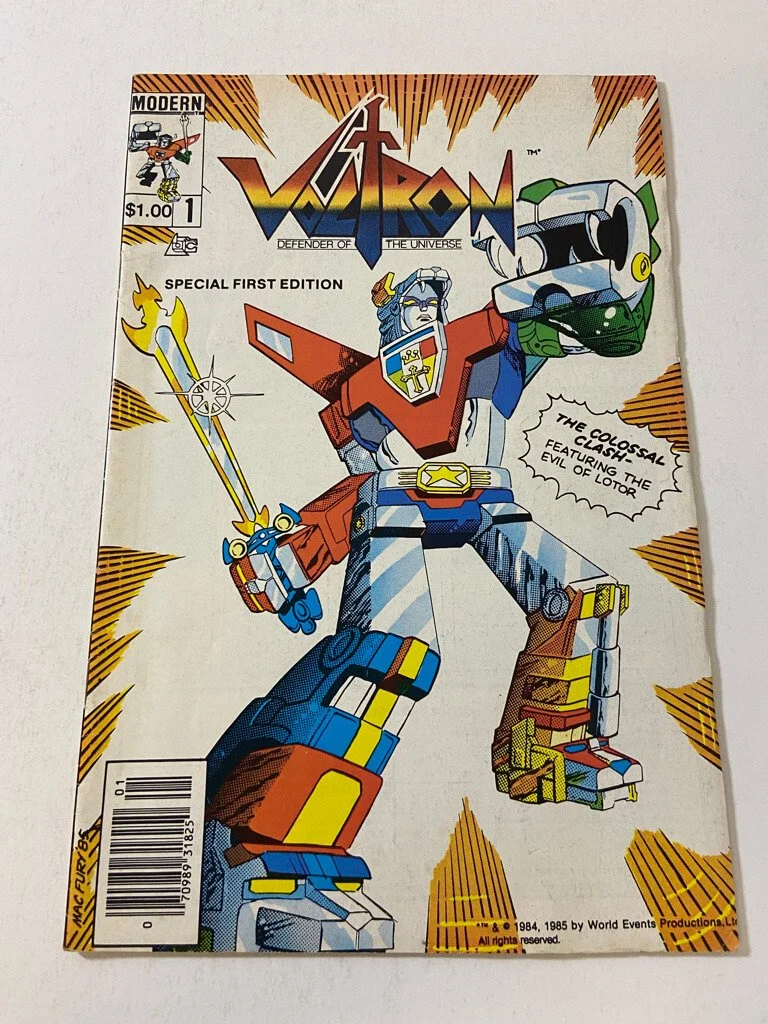 MODERN
$1.00
1
LTC
VOLTRON
TM
DEFENDER OF THE UNIVERSE
SPECIAL FIRST EDITION
THE COLOSSAL
CLASH-
FEATURING THE
EVIL OF LOTOR
01
0
70989 31825
MAC FURY '85
™ & © 1984, 1985 by World Events Productions, Lt
All rights reserved.